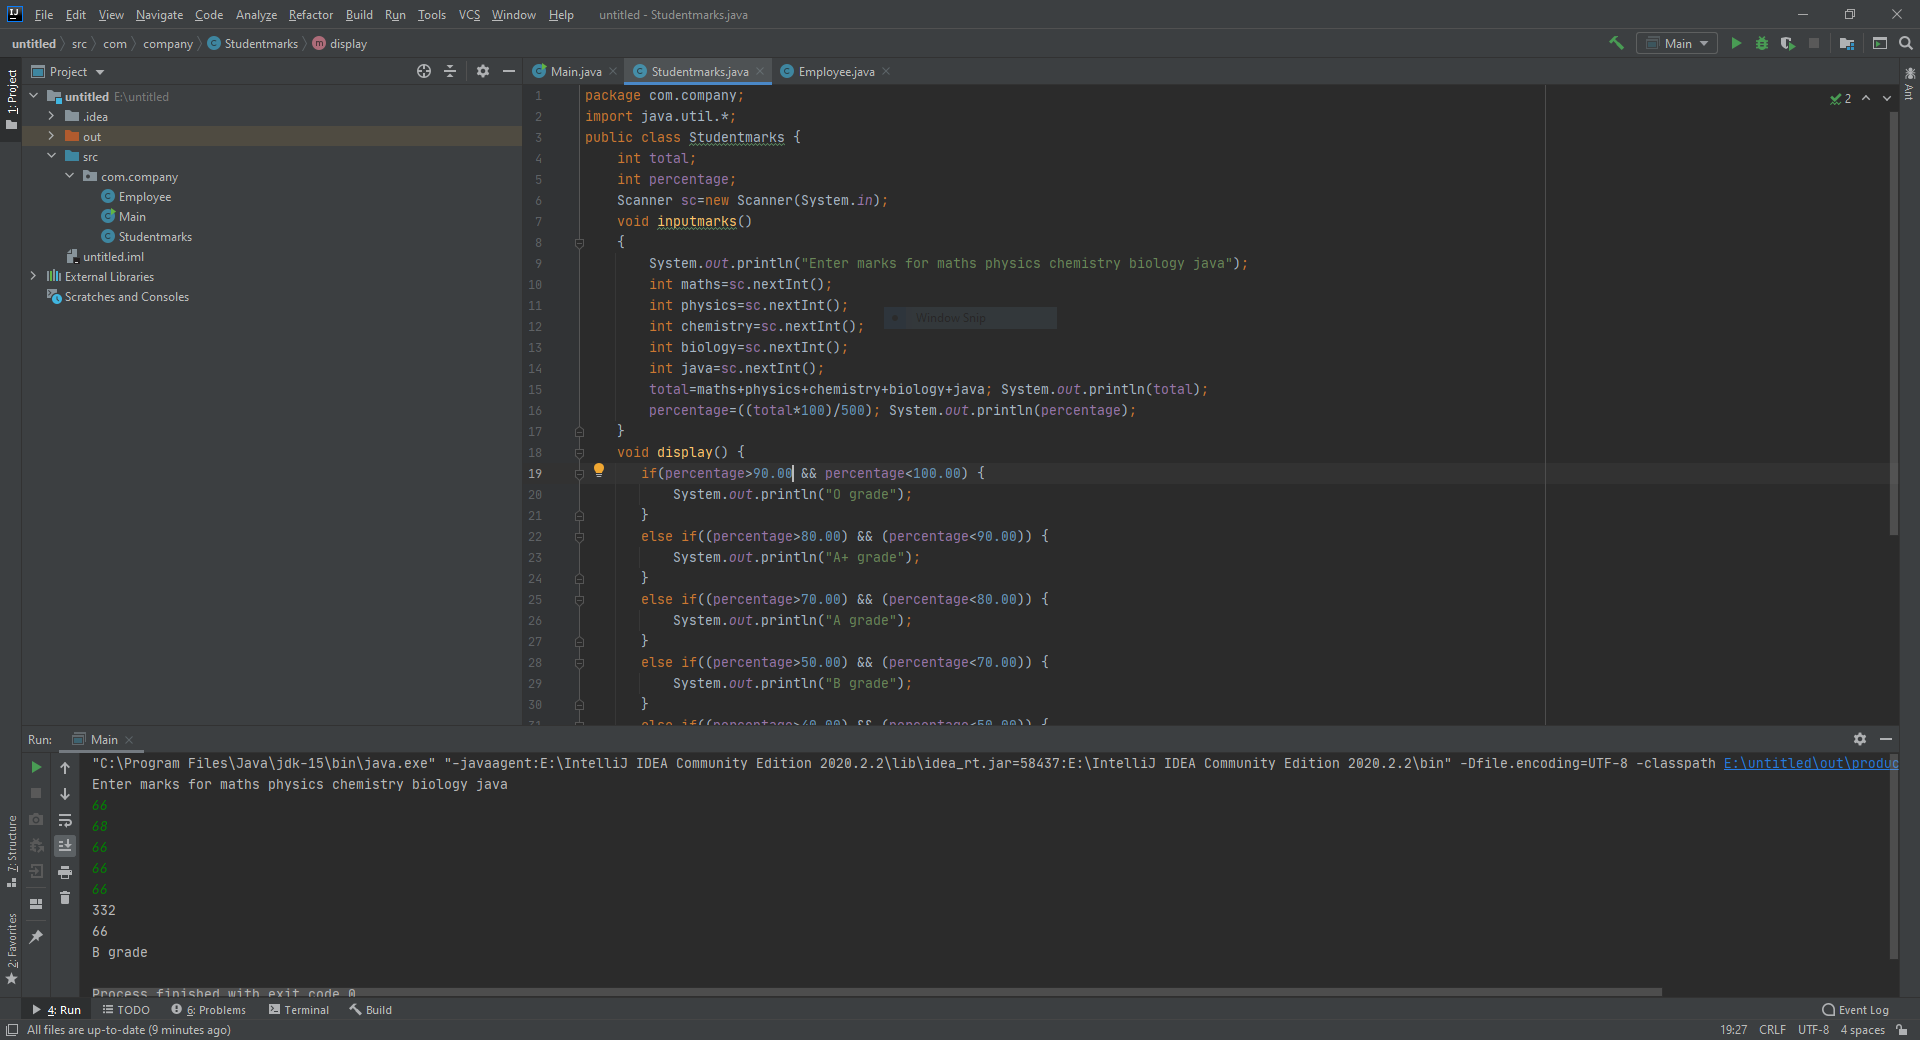 File Edit View Navigate Code Analyze Refactor Build Run Tools VCS Window Help untitled - Studentmarks.java
untitled src com company Studentmarks display Main
Project
Main.java Studentmarks.java Employee.java
1: Project
Ant
untitled E:\untitled
.idea
out
src
com.company
Employee
Main
Studentmarks
untitled.iml
External Libraries
Scratches and Consoles
2
1 package com.company;
2 import java.util.*;
3 public class Studentmarks {
4 int total;
5 int percentage;
6 Scanner sc=new Scanner(System.in);
7 void inputmarks()
8 {
9 System.out.println("Enter marks for maths physics chemistry biology java");
10 int maths=sc.nextInt();
11 int physics=sc.nextInt();
Window Snip
12 int chemistry=sc.nextInt();
13 int biology=sc.nextInt();
14 int java=sc.nextInt();
15 total=maths+physics+chemistry+biology+java; System.out.println(total);
16 percentage=((total*100)/500); System.out.println(percentage);
17 }
18 void display() {
19 if(percentage>90.00 && percentage<100.00) {
20 System.out.println("O grade");
21 }
22 else if((percentage>80.00) && (percentage<90.00)) {
23 System.out.println("A+ grade");
24 }
25 else if((percentage>70.00) && (percentage<80.00)) {
26 System.out.println("A grade");
27 }
28 else if((percentage>50.00) && (percentage<70.00)) {
29 System.out.println("B grade");
30 }
31 else if((percentage>40.00) && (percentage<50.00)) {
Run: Main
"C:\Program Files\Java\jdk-15\bin\java.exe" "-javaagent:E:\IntelliJ IDEA Community Edition 2020.2.2\lib\idea_rt.jar=58437:E:\IntelliJ IDEA Community Edition 2020.2.2\bin" -Dfile.encoding=UTF-8 -classpath E:\untitled\out\produc
Enter marks for maths physics chemistry biology java
66
68
66
66
66
332
66
B grade
Process finished with exit code 0
7: Structure
2: Favorites
4: Run TODO 6: Problems Terminal Build Event Log
All files are up-to-date (9 minutes ago) 19:27 CRLF UTF-8 4 spaces